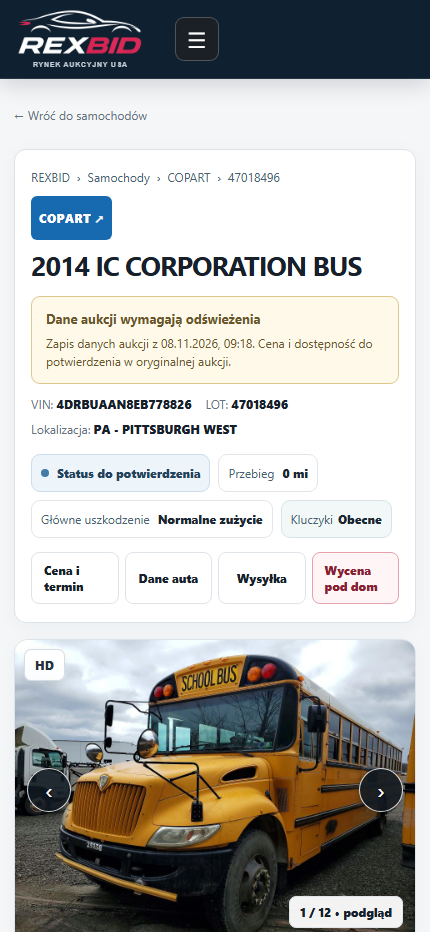 REXBID
RYNEK AUKCYJNY USA
☰
← Wróć do samochodów
REXBID › Samochody › COPART › 47018496
COPART ↗
2014 IC CORPORATION BUS
Dane aukcji wymagają odświeżenia
Zapis danych aukcji z 08.11.2026, 09:18. Cena i dostępność do
potwierdzenia w oryginalnej aukcji.
VIN: 4DRBUAAN8EB778826 LOT: 47018496
Lokalizacja: PA - PITTSBURGH WEST
Status do potwierdzenia Przebieg 0 mi
Główne uszkodzenie Normalne zużycie Kluczyki Obecne
Cena i
termin
Dane auta
Wysyłka
Wycena
pod dom
HD
SCHOOL BUS
‹ ›
1 / 12 • podgląd